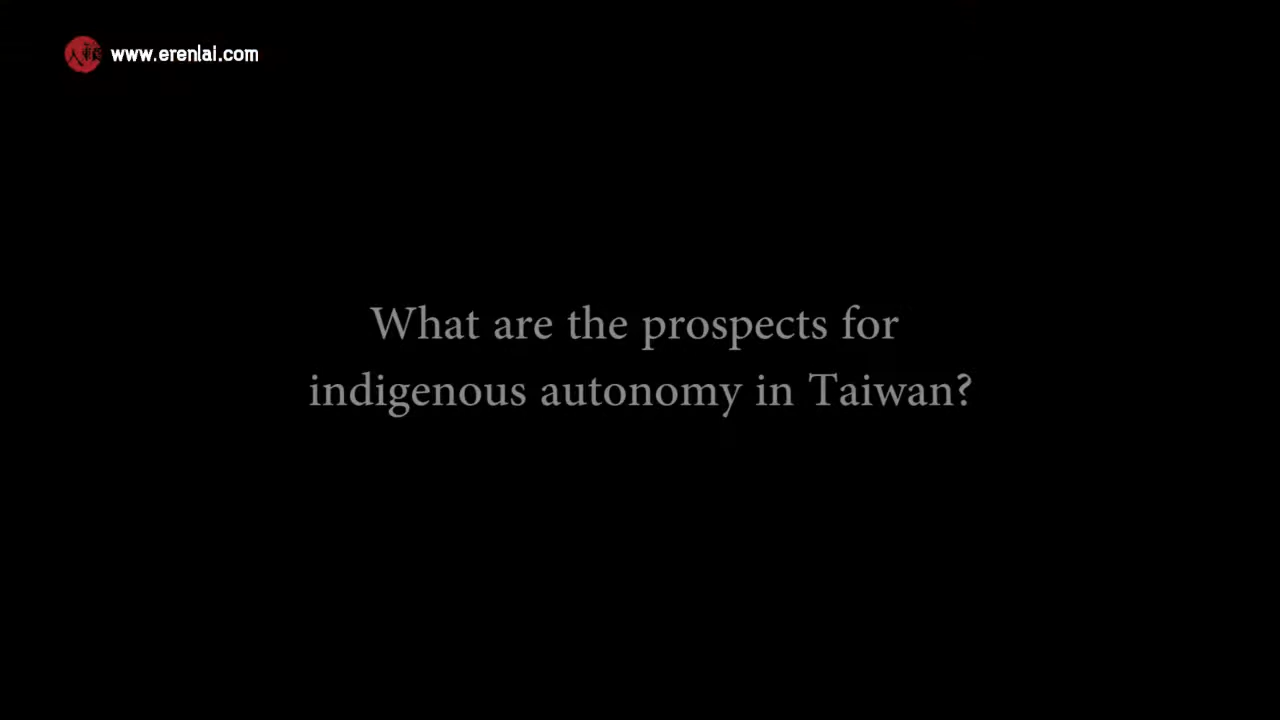 www.erenlai.com
What are the prospects for
indigenous autonomy in Taiwan?